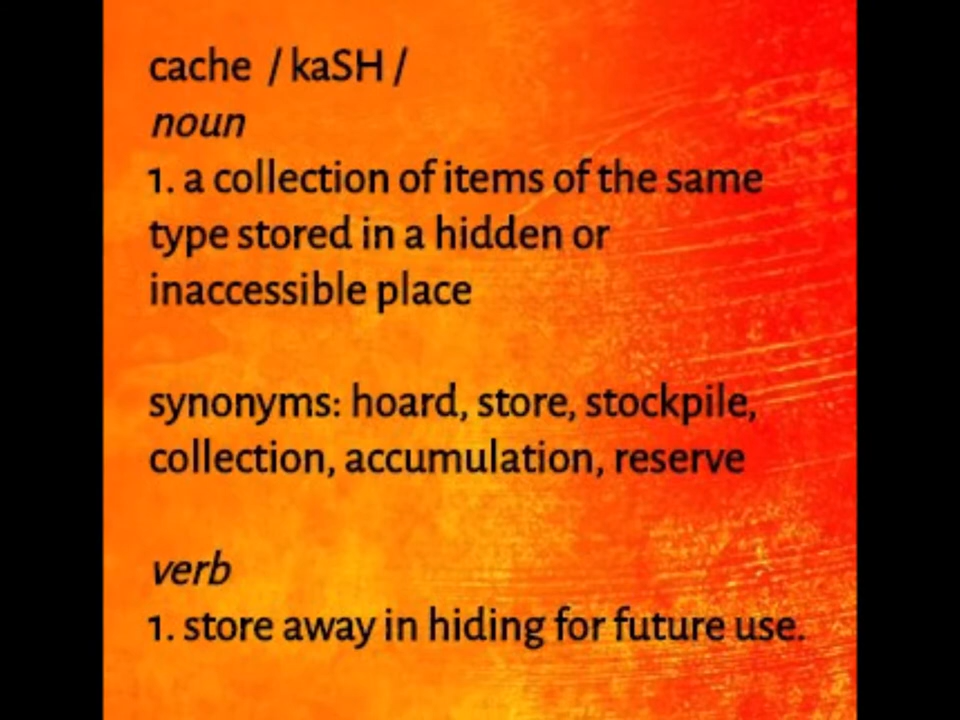 cache / kaSH /
noun
1. a collection of items of the same
type stored in a hidden or
inaccessible place
synonyms: hoard, store, stockpile,
collection, accumulation, reserve
verb
1. store away in hiding for future use.